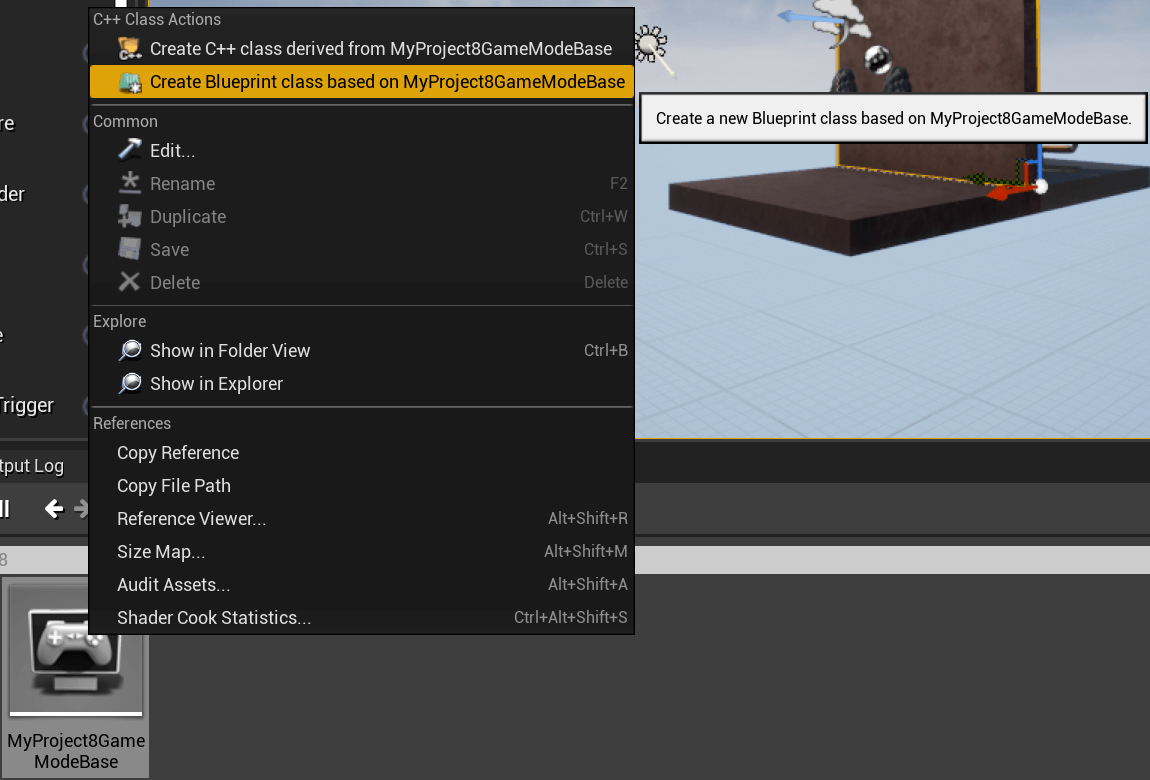 C++ Class Actions
Create C++ class derived from MyProject8GameModeBase
Create Blueprint class based on MyProject8GameModeBase
Create a new Blueprint class based on MyProject8GameModeBase.
Common
Edit...
Rename F2
Duplicate Ctrl+W
Save Ctrl+S
Delete Delete
Explore
Show in Folder View Ctrl+B
Show in Explorer
References
Copy Reference
Copy File Path
Reference Viewer... Alt+Shift+R
Size Map... Alt+Shift+M
Audit Assets... Alt+Shift+A
Shader Cook Statistics... Ctrl+Alt+Shift+S
re
der
e
Trigger
tput Log
ll
8
MyProject8Game
ModeBase